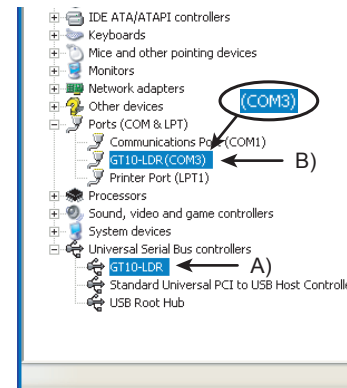 IDE ATA/ATAPI controllers
Keyboards
Mice and other pointing devices
Monitors
Network adapters
Other devices
(COM3)
Ports (COM & LPT)
Communications Port (COM1)
GT10-LDR (COM3)
B)
Printer Port (LPT1)
Processors
Sound, video and game controllers
System devices
Universal Serial Bus controllers
GT10-LDR
A)
Standard Universal PCI to USB Host Controlle
USB Root Hub